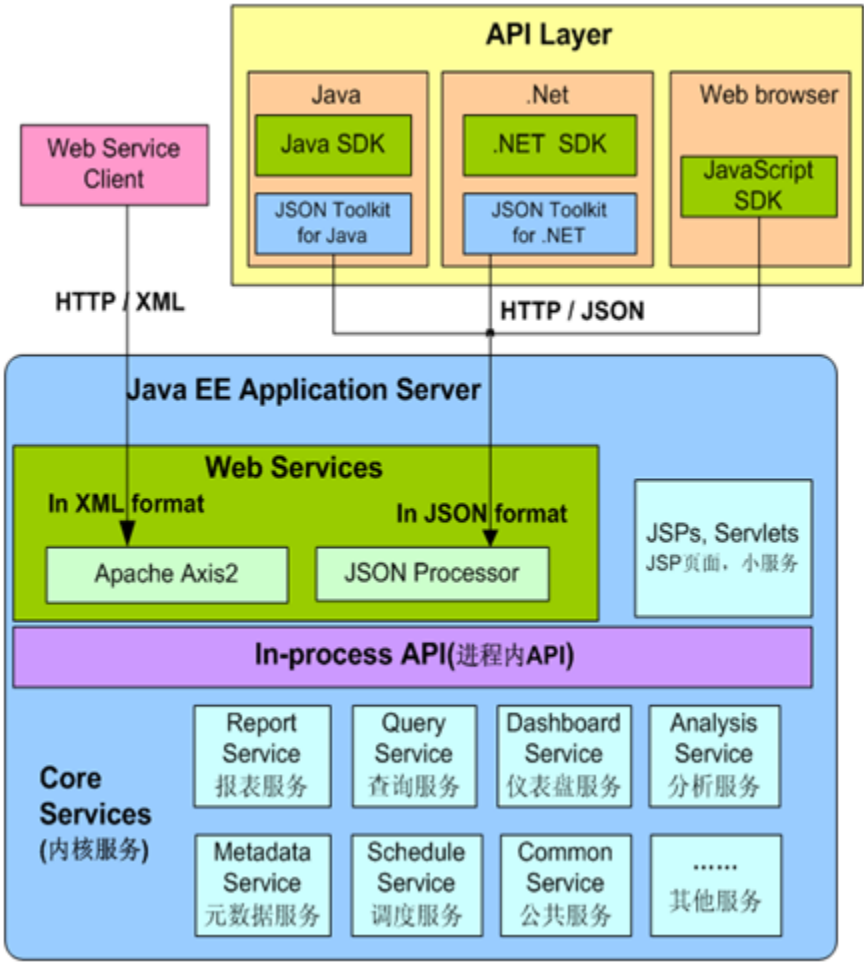 API Layer
Java
.Net
Web browser
Java SDK
.NET SDK
JavaScript
SDK
JSON Toolkit
for Java
JSON Toolkit
for .NET
Web Service
Client
HTTP / XML
HTTP / JSON
Java EE Application Server
Web Services
In XML format
In JSON format
Apache Axis2
JSON Processor
JSPs, Servlets
JSP页面，小服务
In-process API(进程内API)
Core
Services
(内核服务)
Report
Service
报表服务
Query
Service
查询服务
Dashboard
Service
仪表盘服务
Analysis
Service
分析服务
Metadata
Service
元数据服务
Schedule
Service
调度服务
Common
Service
公共服务
……
其他服务